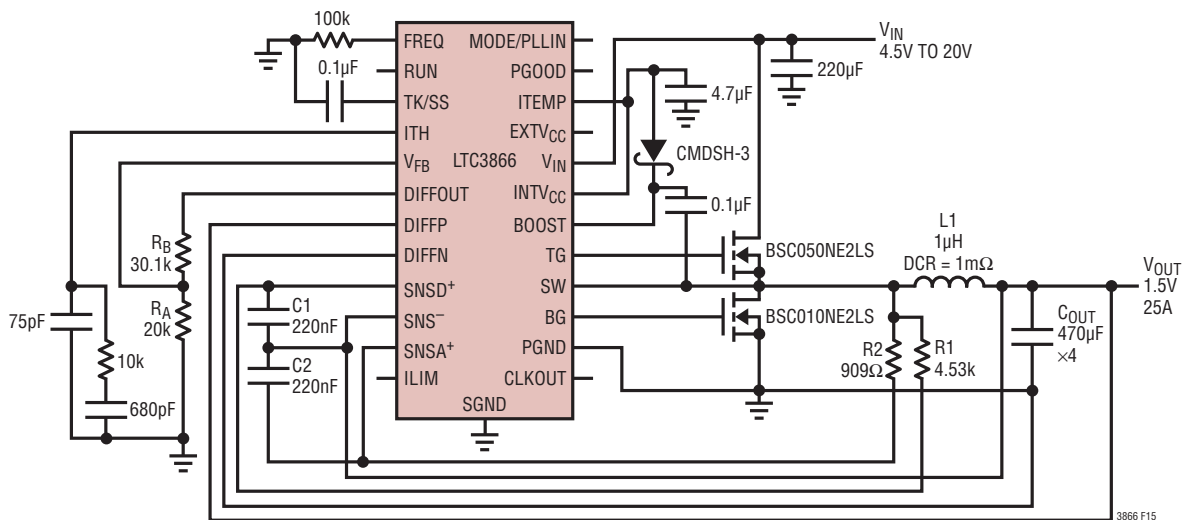 100k
0.1µF
FREQ
RUN
TK/SS
ITH
V_FB
DIFFOUT
DIFFP
DIFFN
SNSD+
SNS−
SNSA+
ILIM
LTC3866
SGND
MODE/PLLIN
PGOOD
ITEMP
EXTV_CC
V_IN
INTV_CC
BOOST
TG
SW
BG
PGND
CLKOUT
R_B
30.1k
R_A
20k
75pF
10k
680pF
C1
220nF
C2
220nF
4.7µF
CMDSH-3
0.1µF
V_IN
4.5V TO 20V
220µF
BSC050NE2LS
BSC010NE2LS
L1
1µH
DCR = 1mΩ
R2
909Ω
R1
4.53k
C_OUT
470µF
×4
V_OUT
1.5V
25A
3866 F15